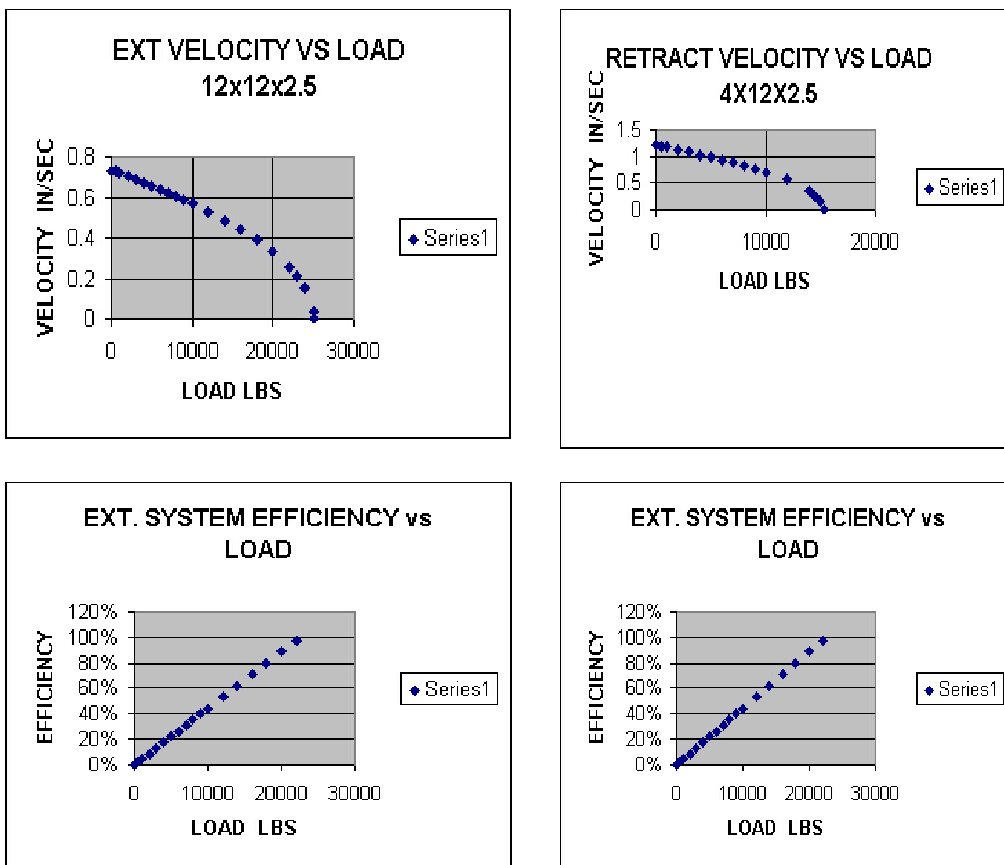 EXT VELOCITY VS LOAD
12x12x2.5
VELOCITY IN/SEC
0.8
0.6
0.4
0.2
0
0 10000 20000 30000
LOAD LBS
Series1
RETRACT VELOCITY VS LOAD
4X12X2.5
VELOCITY IN/SEC
1.5
1
0.5
0
0 10000 20000
LOAD LBS
Series1
EXT. SYSTEM EFFICIENCY vs
LOAD
EFFICIENCY
120%
100%
80%
60%
40%
20%
0%
0 10000 20000 30000
LOAD LBS
Series1
EXT. SYSTEM EFFICIENCY vs
LOAD
EFFICIENCY
120%
100%
80%
60%
40%
20%
0%
0 10000 20000 30000
LOAD LBS
Series1